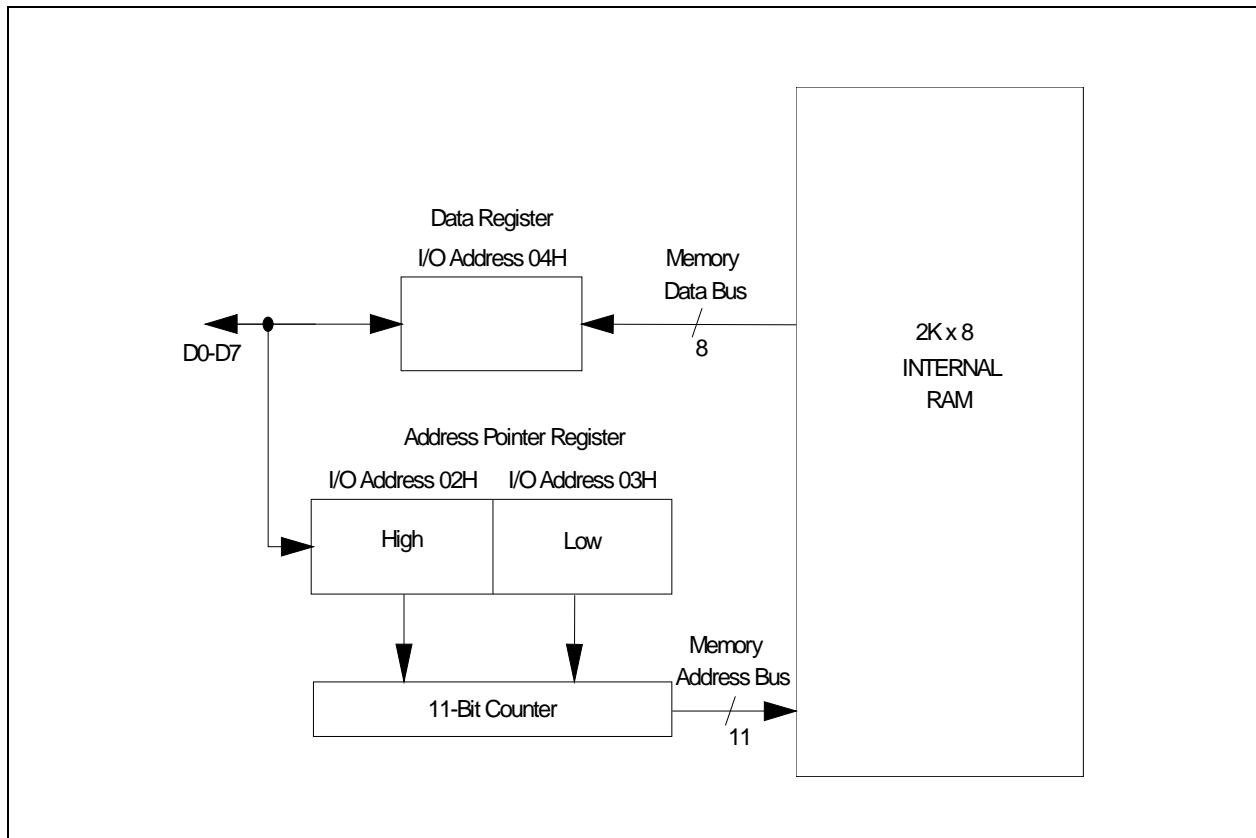 Data Register
I/O Address 04H
Memory
Data Bus
8
D0-D7
2K x 8
INTERNAL
RAM
Address Pointer Register
I/O Address 02H
I/O Address 03H
High
Low
11-Bit Counter
Memory
Address Bus
11